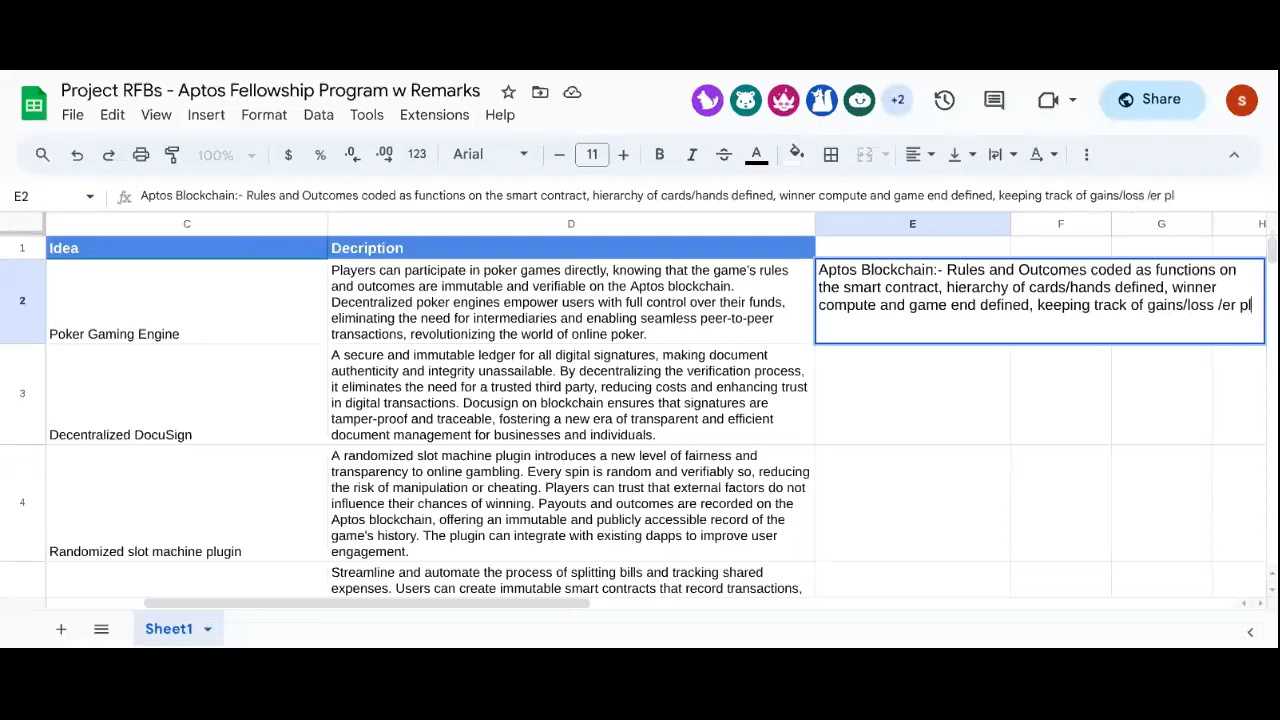 Project RFBs - Aptos Fellowship Program w Remarks
+2
Share
S
File Edit View Insert Format Data Tools Extensions Help
100% $ % .0 .00 123 Arial 11 B I S A A
E2 fx Aptos Blockchain:- Rules and Outcomes coded as functions on the smart contract, hierarchy of cards/hands defined, winner compute and game end defined, keeping track of gains/loss /er pl
C D E F G H
1 Idea Decription
2
Poker Gaming Engine
Players can participate in poker games directly, knowing that the game's rules
and outcomes are immutable and verifiable on the Aptos blockchain.
Decentralized poker engines empower users with full control over their funds,
eliminating the need for intermediaries and enabling seamless peer-to-peer
transactions, revolutionizing the world of online poker.
Aptos Blockchain:- Rules and Outcomes coded as functions on
the smart contract, hierarchy of cards/hands defined, winner
compute and game end defined, keeping track of gains/loss /er pl
3
Decentralized DocuSign
A secure and immutable ledger for all digital signatures, making document
authenticity and integrity unassailable. By decentralizing the verification process,
it eliminates the need for a trusted third party, reducing costs and enhancing trust
in digital transactions. Docusign on blockchain ensures that signatures are
tamper-proof and traceable, fostering a new era of transparent and efficient
document management for businesses and individuals.
4
Randomized slot machine plugin
A randomized slot machine plugin introduces a new level of fairness and
transparency to online gambling. Every spin is random and verifiably so, reducing
the risk of manipulation or cheating. Players can trust that external factors do not
influence their chances of winning. Payouts and outcomes are recorded on the
Aptos blockchain, offering an immutable and publicly accessible record of the
game's history. The plugin can integrate with existing dapps to improve user
engagement.
Streamline and automate the process of splitting bills and tracking shared
expenses. Users can create immutable smart contracts that record transactions,
Sheet1